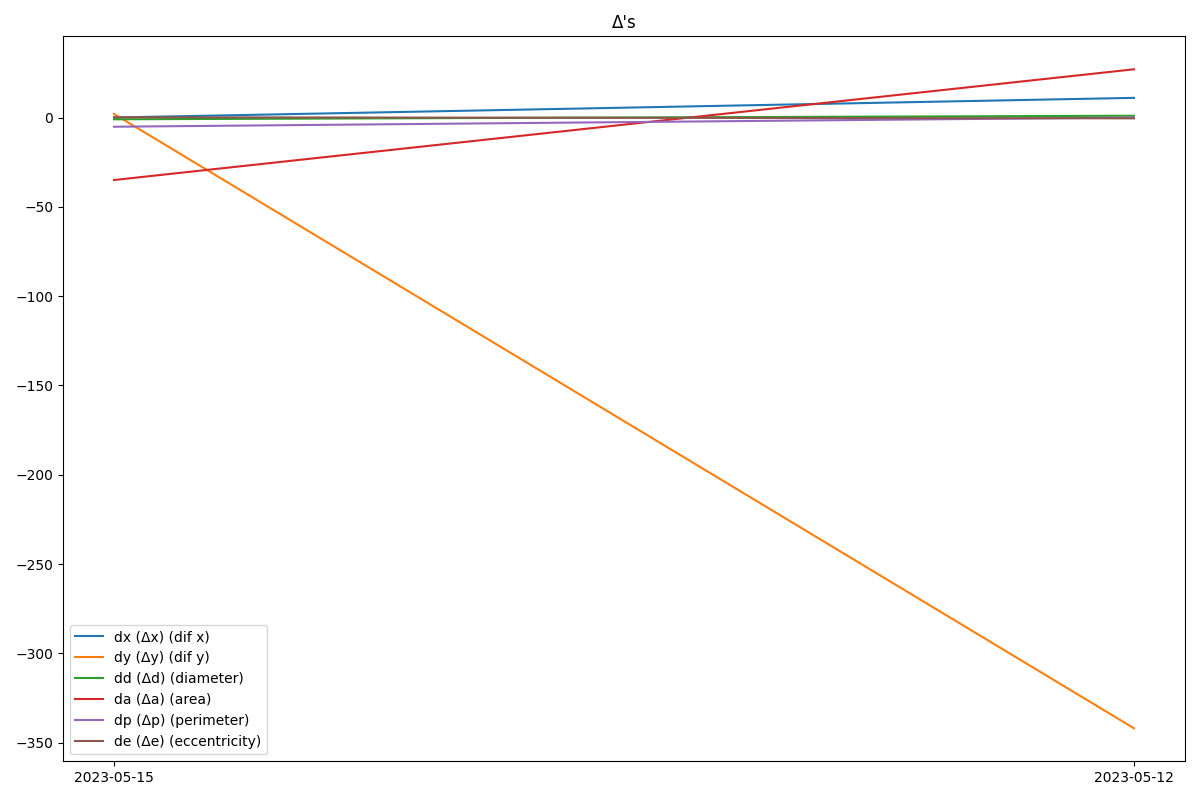 Δ's
0
−50
−100
−150
−200
−250
−300
−350
dx (Δx) (dif x)
dy (Δy) (dif y)
dd (Δd) (diameter)
da (Δa) (area)
dp (Δp) (perimeter)
de (Δe) (eccentricity)
2023-05-15 2023-05-12